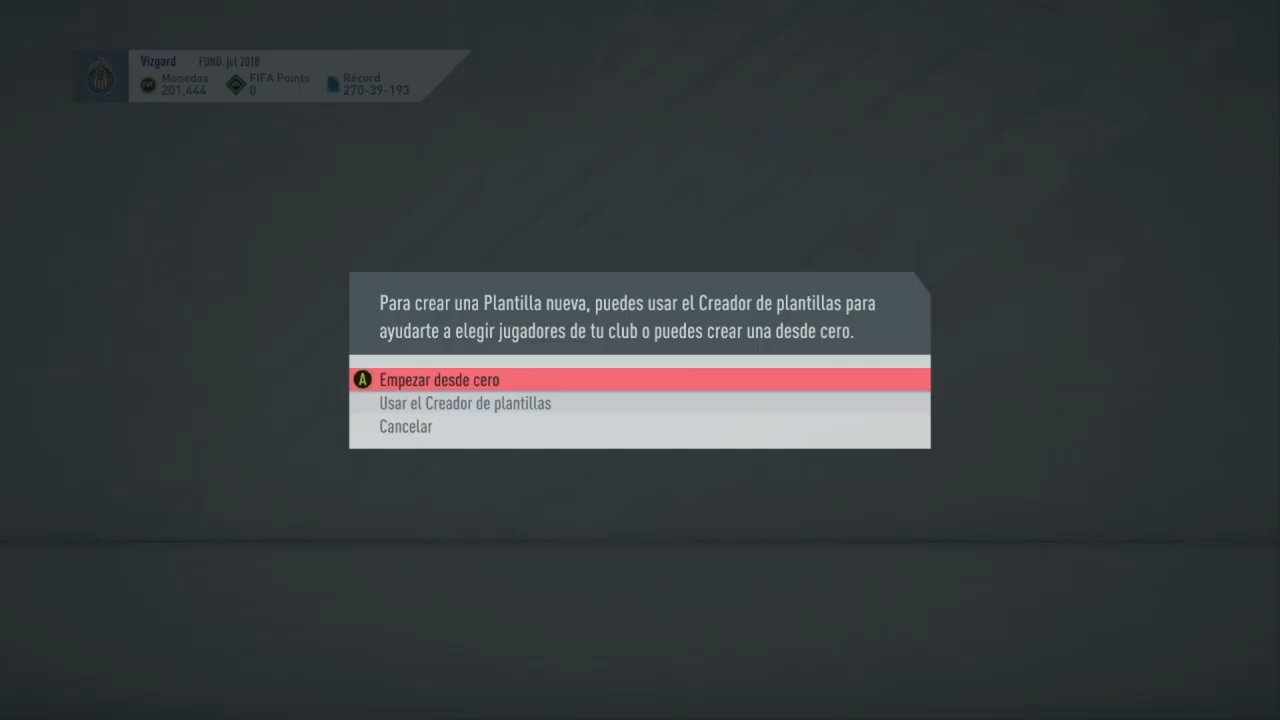 Vizgard FUND. jul 2018
Monedas FIFA Points Récord
201,444 0 270-39-193
Para crear una Plantilla nueva, puedes usar el Creador de plantillas para
ayudarte a elegir jugadores de tu club o puedes crear una desde cero.
A Empezar desde cero
Usar el Creador de plantillas
Cancelar